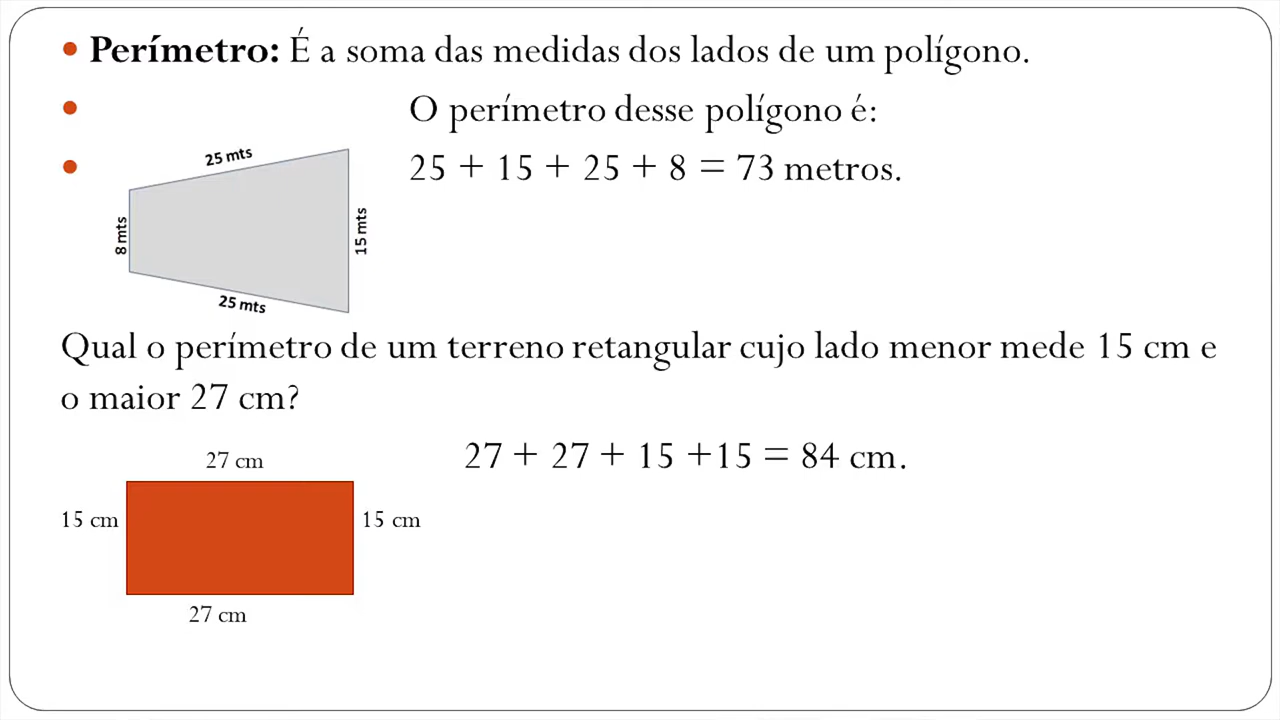 Perímetro: É a soma das medidas dos lados de um polígono.
O perímetro desse polígono é:
25 mts
25 + 15 + 25 + 8 = 73 metros.
8 mts
15 mts
25 mts
Qual o perímetro de um terreno retangular cujo lado menor mede 15 cm e
o maior 27 cm?
27 cm
27 + 27 + 15 +15 = 84 cm.
15 cm
15 cm
27 cm